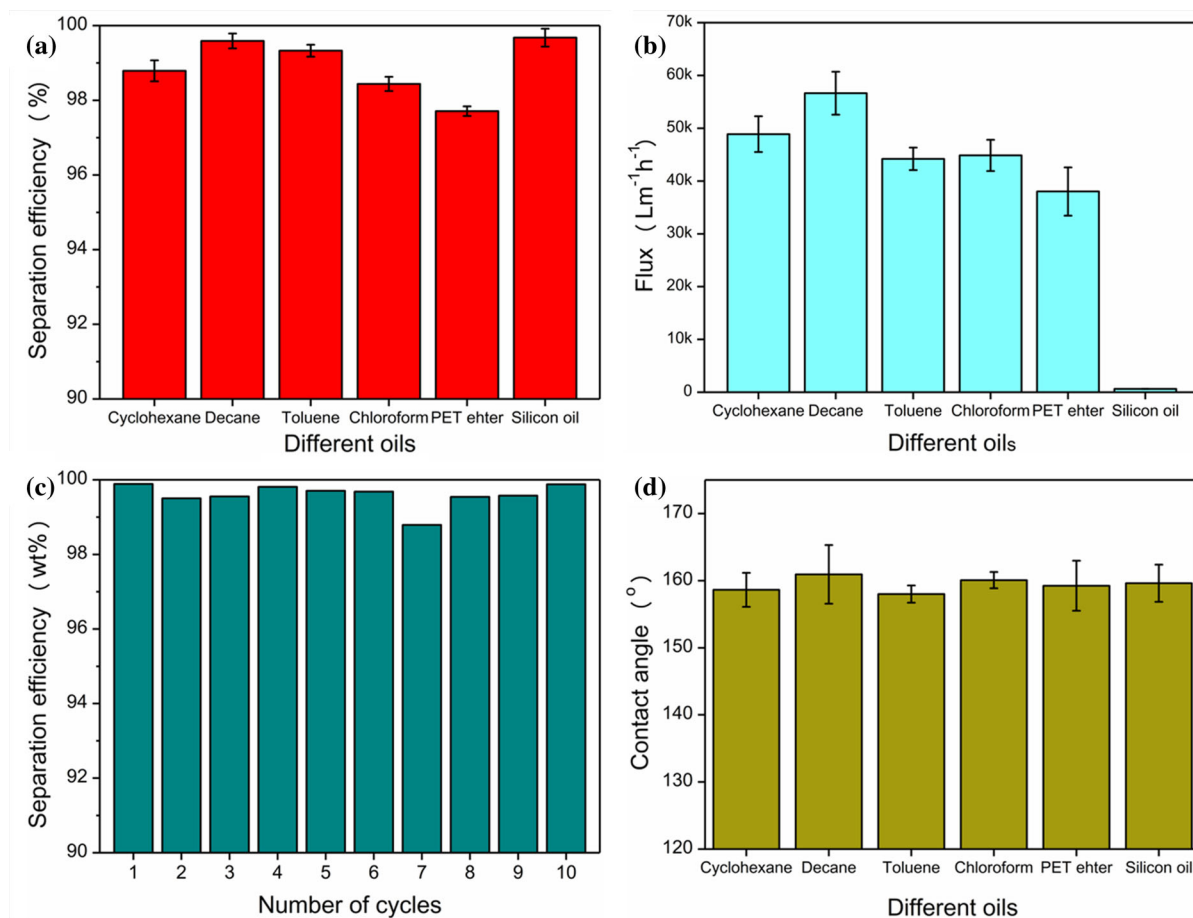 (a)
Separation efficiency ( %)
100
98
96
94
92
90
Cyclohexane Decane Toluene Chloroform PET ehter Silicon oil
Different oils
(b)
Flux ( Lm⁻¹h⁻¹)
70k
60k
50k
40k
30k
20k
10k
0
Cyclohexane Decane Toluene Chloroform PET ehter Silicon oil
Different oils
(c)
Separation efficiency ( wt%)
100
98
96
94
92
90
1 2 3 4 5 6 7 8 9 10
Number of cycles
(d)
Contact angle ( °)
170
160
150
140
130
120
Cyclohexane Decane Toluene Chloroform PET ehter Silicon oil
Different oils